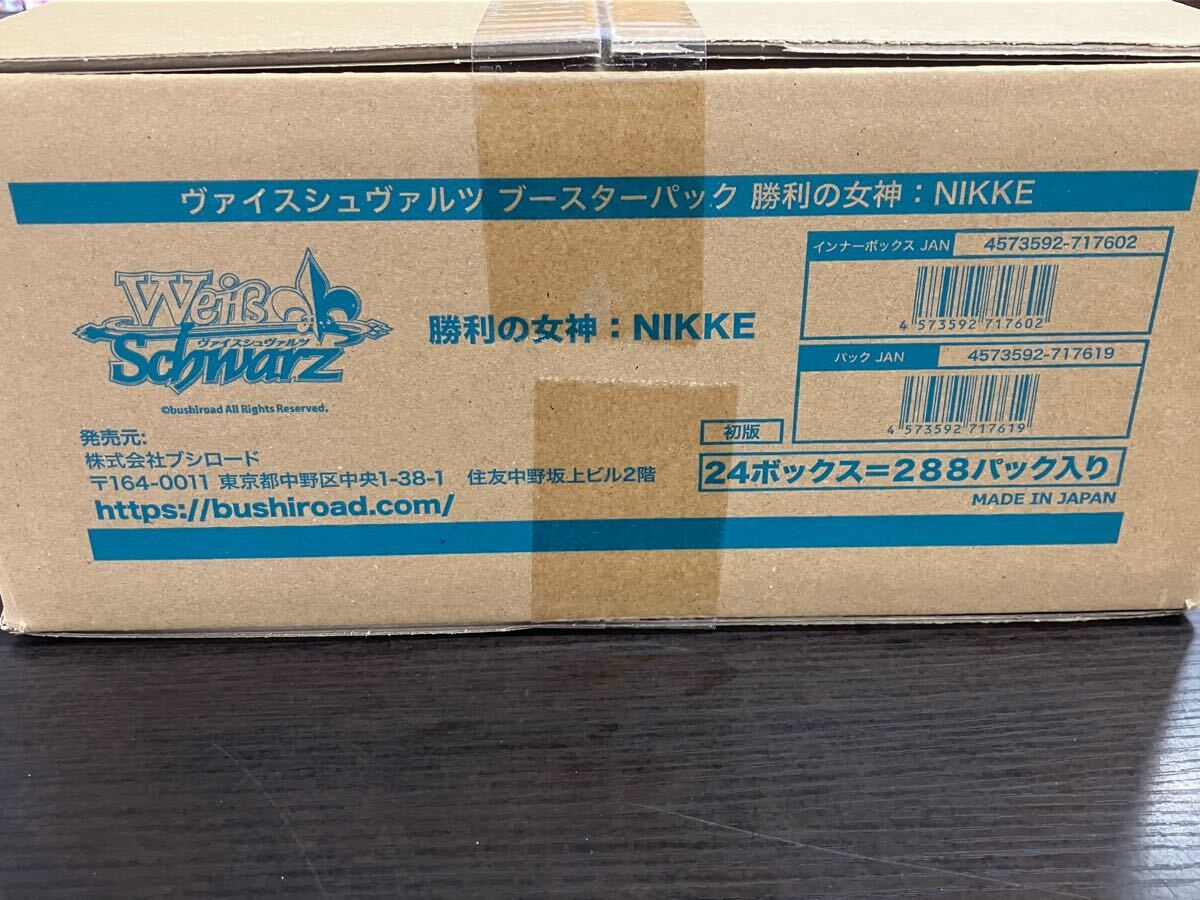 ヴァイスシュヴァルツ ブースターパック 勝利の女神：NIKKE
Weiß
ヴァイスシュヴァルツ
Schwarz
©bushiroad All Rights Reserved.
勝利の女神：NIKKE
インナーボックス JAN 4573592-717602
4 573592 717602
パック JAN 4573592-717619
4 573592 717619
発売元:
株式会社ブシロード
〒164-0011 東京都中野区中央1-38-1 住友中野坂上ビル2階
https://bushiroad.com/
初版
24ボックス=288パック入り
MADE IN JAPAN